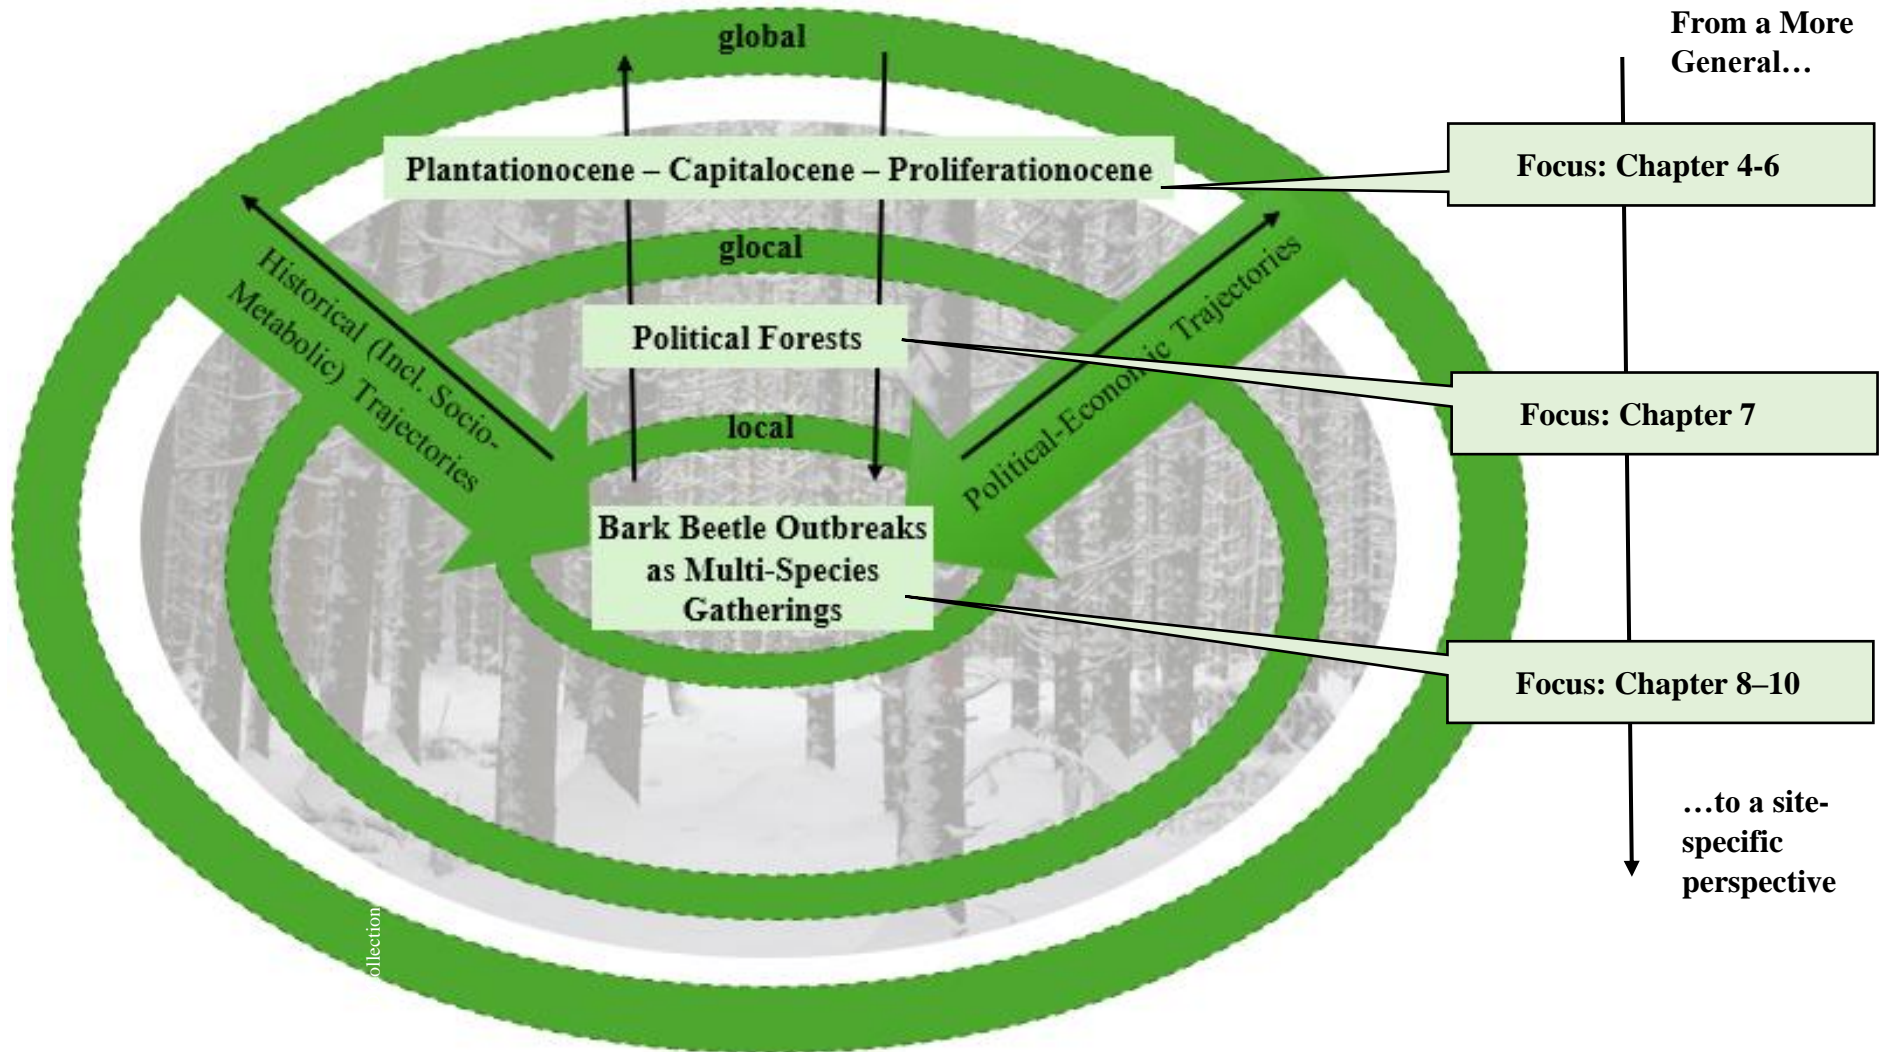 global
From a More
General…
Plantationocene – Capitalocene – Proliferationocene
Focus: Chapter 4-6
glocal
Historical (Incl. Socio-
Metabolic) Trajectories
Political-Economic Trajectories
Political Forests
Focus: Chapter 7
local
Bark Beetle Outbreaks
as Multi-Species
Gatherings
Focus: Chapter 8–10
…to a site-
specific
perspective
ollection